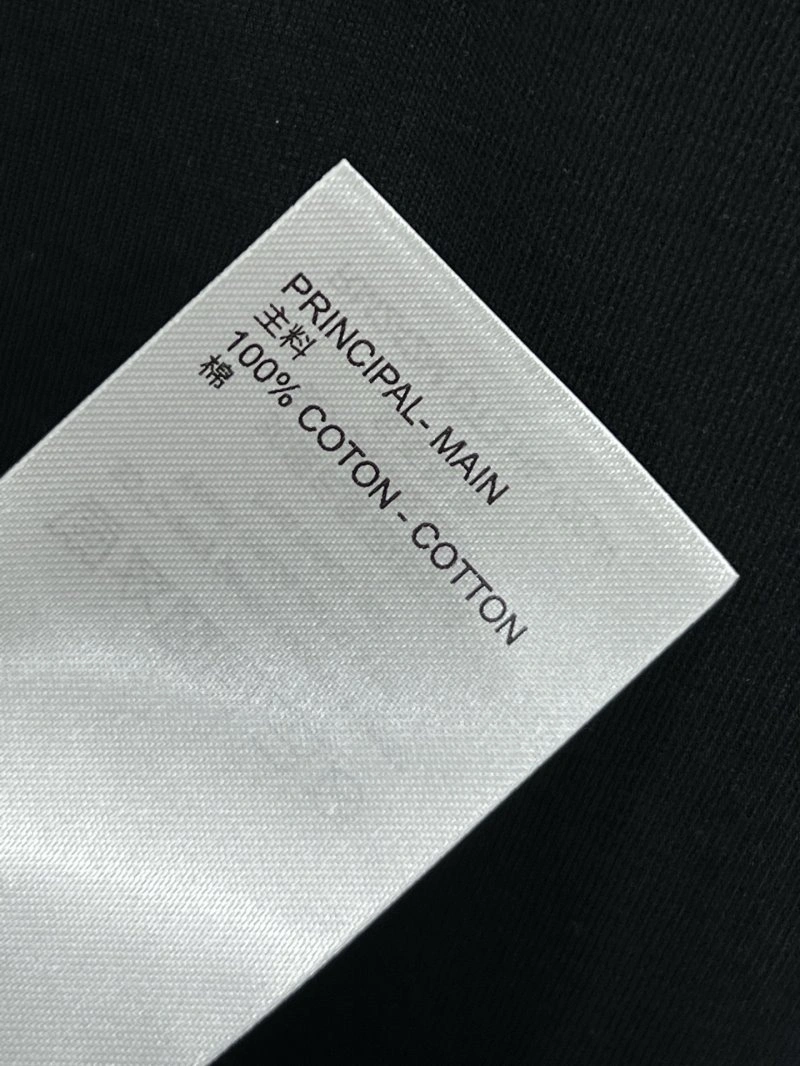 PRINCIPAL- MAIN
主料
100% COTON - COTTON
棉